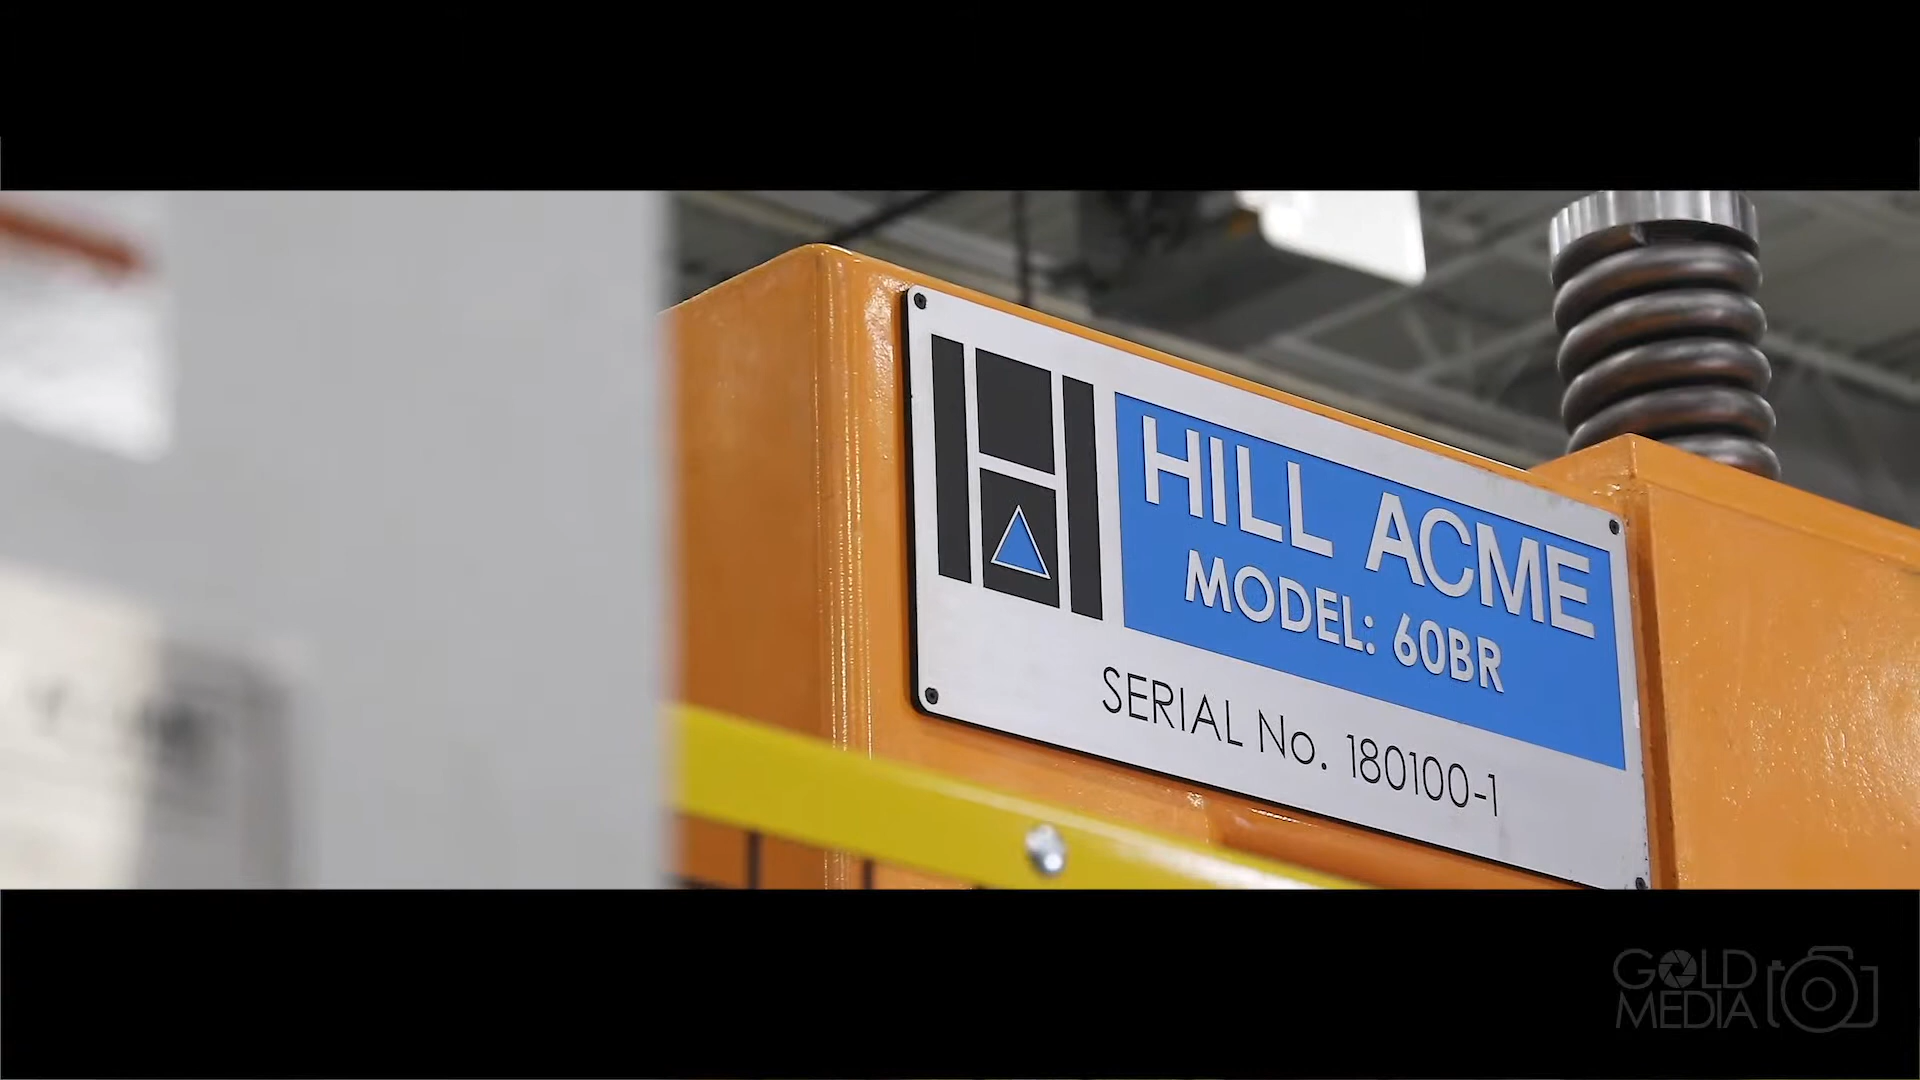 HILL ACME
MODEL: 60BR
SERIAL No. 180100-1
GOLD
MEDIA